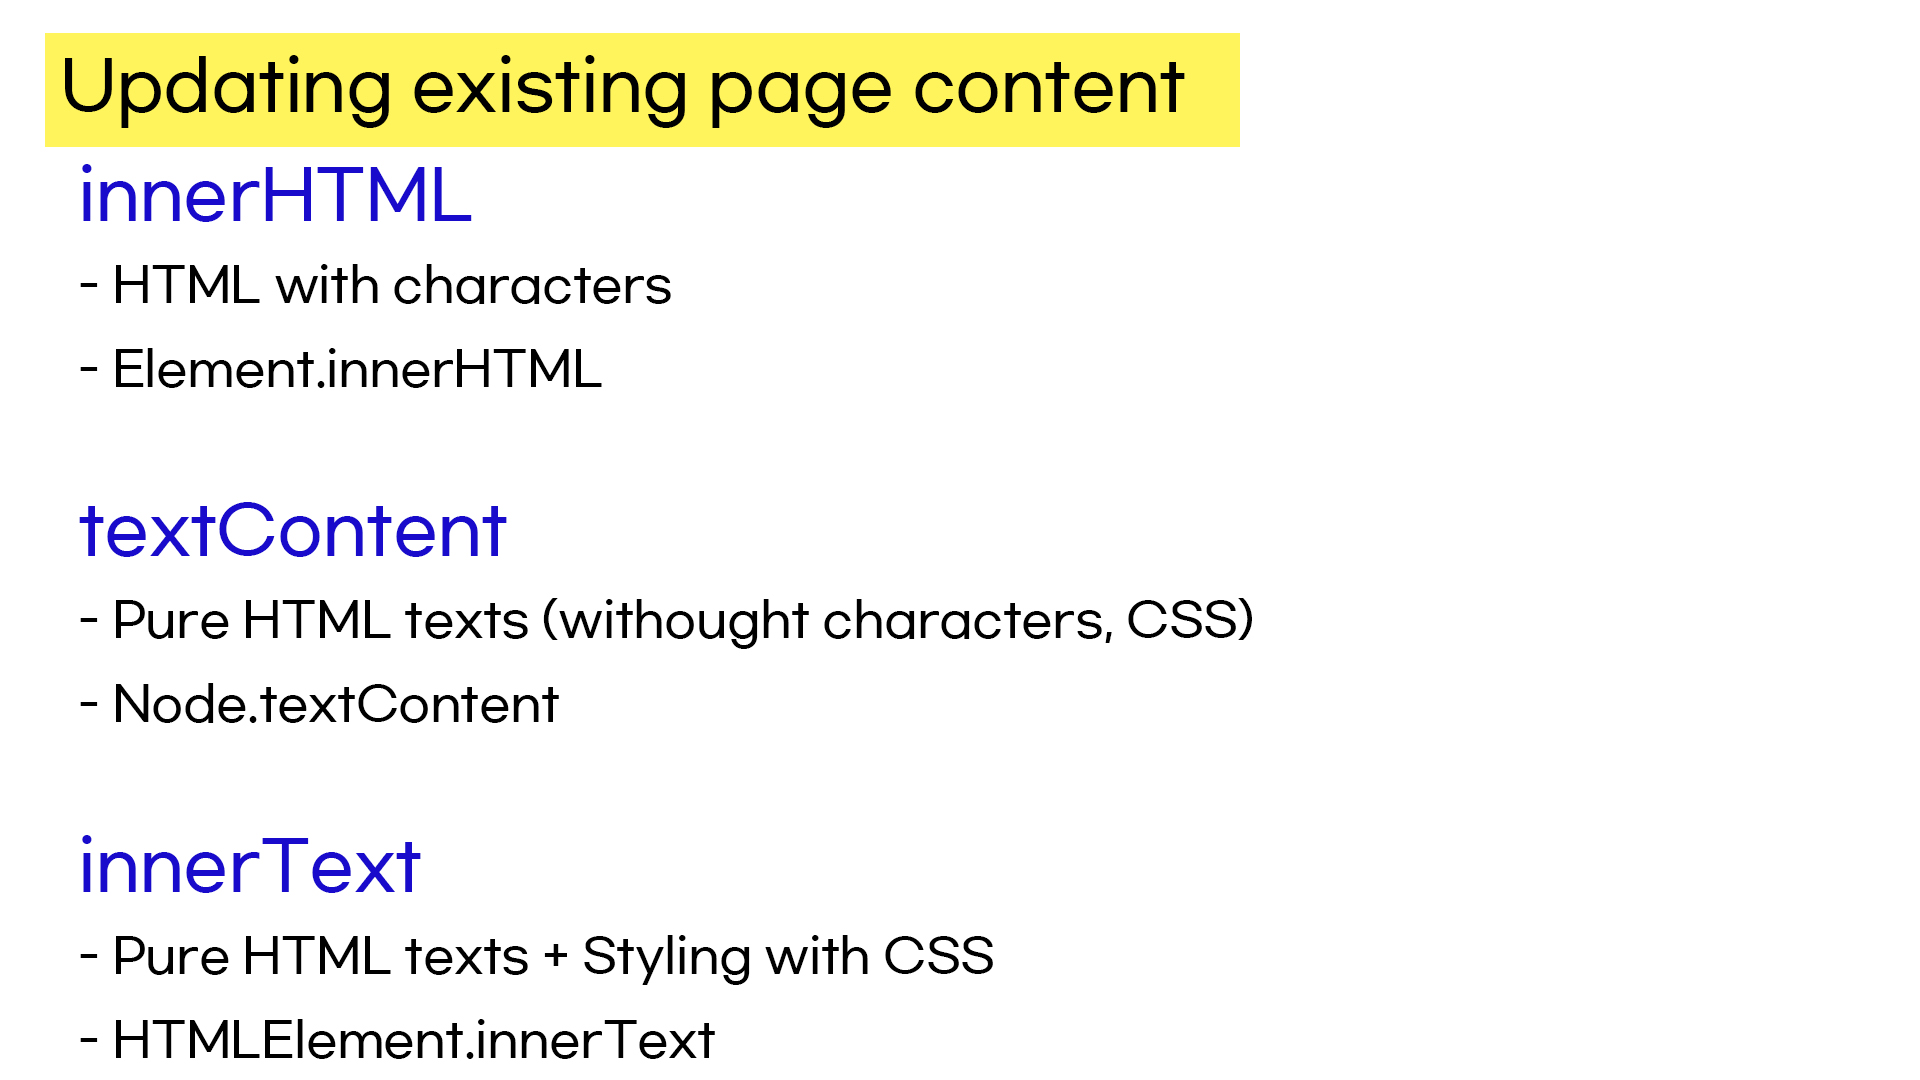 Updating existing page content
innerHTML
- HTML with characters
- Element.innerHTML
textContent
- Pure HTML texts (withought characters, CSS)
- Node.textContent
innerText
- Pure HTML texts + Styling with CSS
- HTMLElement.innerText